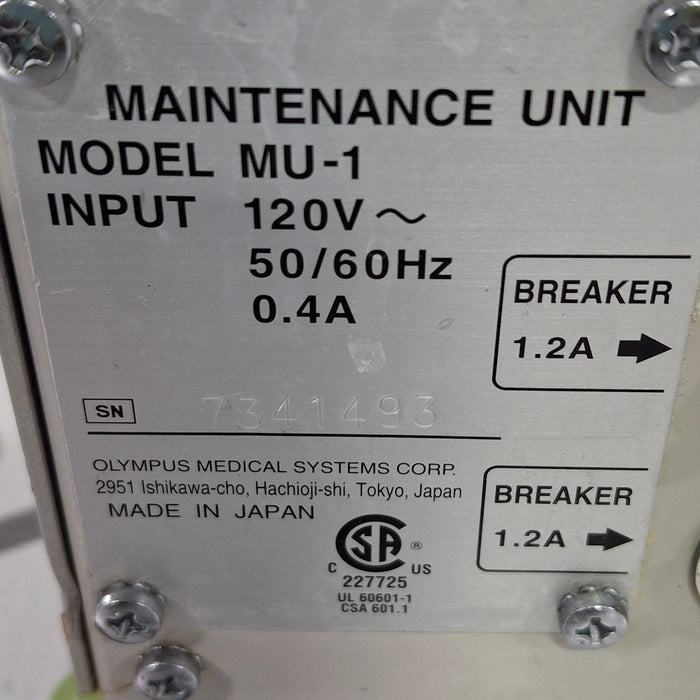 MAINTENANCE UNIT
MODEL MU-1
INPUT 120V ~
50/60Hz
0.4A
BREAKER
1.2A ➡
SN 7341493
OLYMPUS MEDICAL SYSTEMS CORP.
2951 Ishikawa-cho, Hachioji-shi, Tokyo, Japan
MADE IN JAPAN
BREAKER
1.2A ➡
CSA ®
C US
227725
UL 60601-1
CSA 601.1